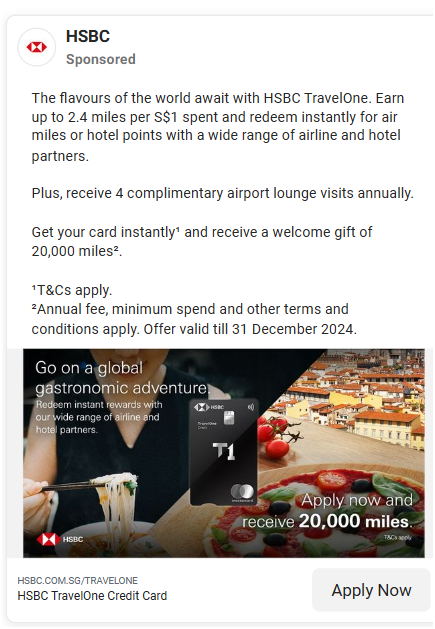 HSBC
Sponsored
The flavours of the world await with HSBC TravelOne. Earn
up to 2.4 miles per S$1 spent and redeem instantly for air
miles or hotel points with a wide range of airline and hotel
partners.
Plus, receive 4 complimentary airport lounge visits annually.
Get your card instantly¹ and receive a welcome gift of
20,000 miles².
¹T&Cs apply.
²Annual fee, minimum spend and other terms and
conditions apply. Offer valid till 31 December 2024.
Go on a global
gastronomic adventure.
Redeem instant rewards with
our wide range of airline and
hotel partners.
HSBC
TravelOne
Credit
T1
mastercard
Apply now and
receive 20,000 miles.
T&Cs apply
HSBC
HSBC.COM.SG/TRAVELONE
HSBC TravelOne Credit Card
Apply Now